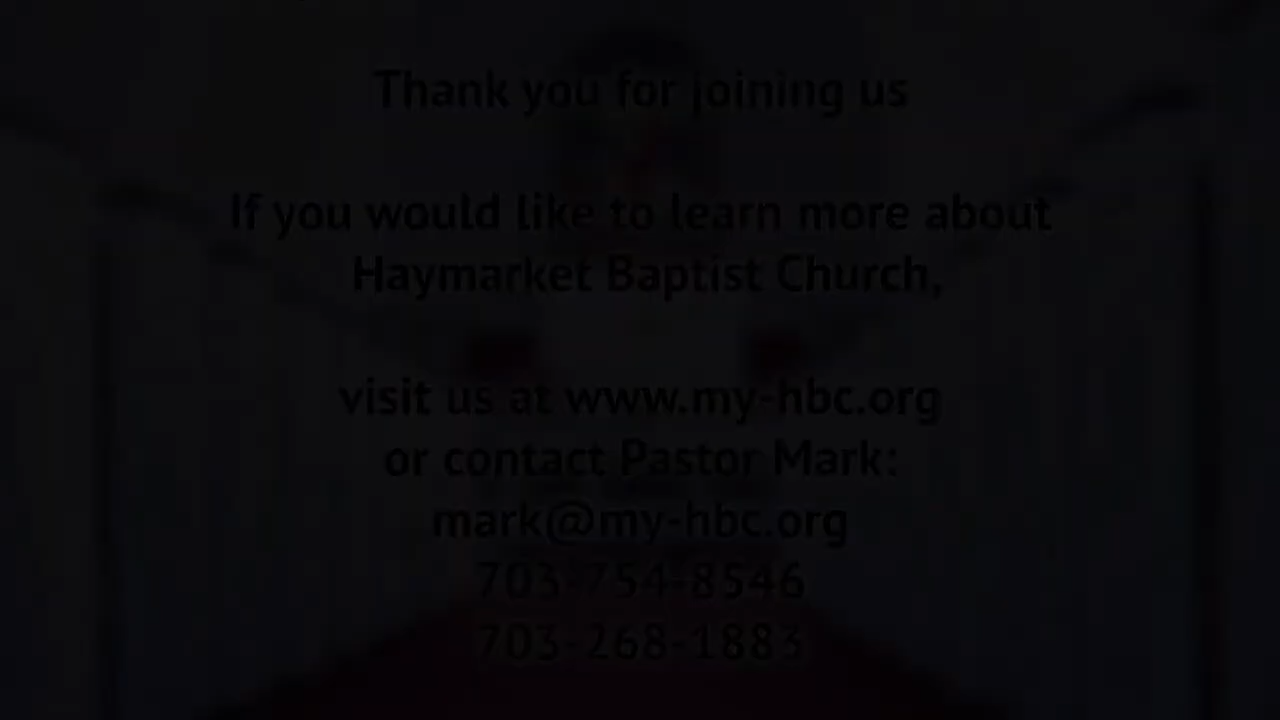 Thank you for joining us
If you would like to learn more about
Haymarket Baptist Church,
visit us at www.my-hbc.org
or contact Pastor Mark:
mark@my-hbc.org
703-754-8546
703-268-1883